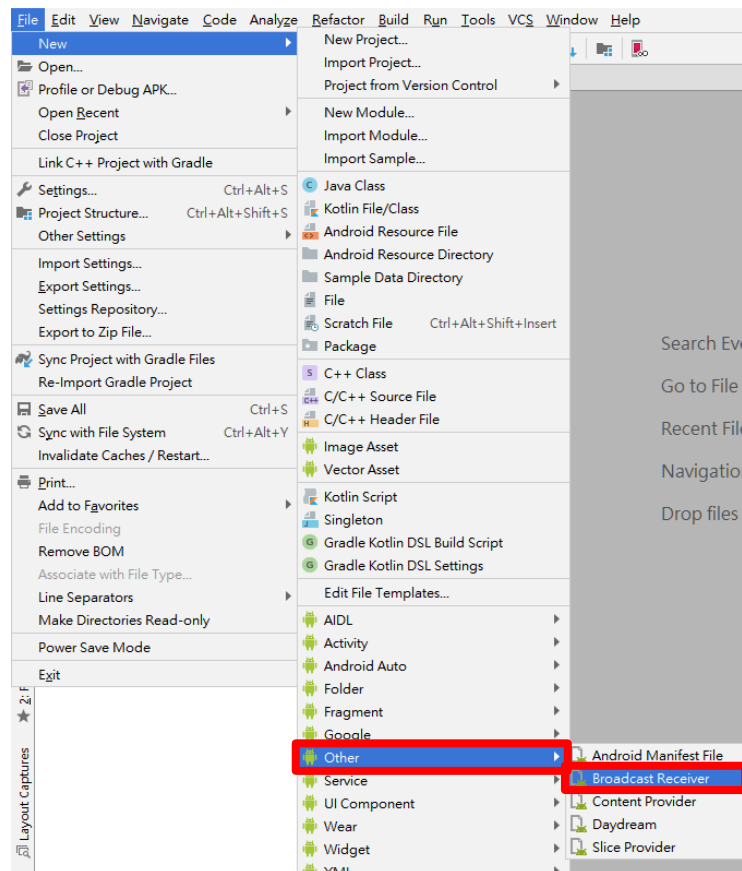 File Edit View Navigate Code Analyze Refactor Build Run Tools VCS Window Help
New
Open...
Profile or Debug APK...
Open Recent
Close Project
Link C++ Project with Gradle
Settings... Ctrl+Alt+S
Project Structure... Ctrl+Alt+Shift+S
Other Settings
Import Settings...
Export Settings...
Settings Repository...
Export to Zip File...
Sync Project with Gradle Files
Re-Import Gradle Project
Save All Ctrl+S
Sync with File System Ctrl+Alt+Y
Invalidate Caches / Restart...
Print...
Add to Favorites
File Encoding
Remove BOM
Associate with File Type...
Line Separators
Make Directories Read-only
Power Save Mode
Exit
New Project...
Import Project...
Project from Version Control
New Module...
Import Module...
Import Sample...
Java Class
Kotlin File/Class
Android Resource File
Android Resource Directory
Sample Data Directory
File
Scratch File Ctrl+Alt+Shift+Insert
Package
C++ Class
C/C++ Source File
C/C++ Header File
Image Asset
Vector Asset
Kotlin Script
Singleton
Gradle Kotlin DSL Build Script
Gradle Kotlin DSL Settings
Edit File Templates...
AIDL
Activity
Android Auto
Folder
Fragment
Google
Other
Service
UI Component
Wear
Widget
XML
Android Manifest File
Broadcast Receiver
Content Provider
Daydream
Slice Provider
Search Eve
Go to File
Recent File
Navigation
Drop files
2:
Layout Captures